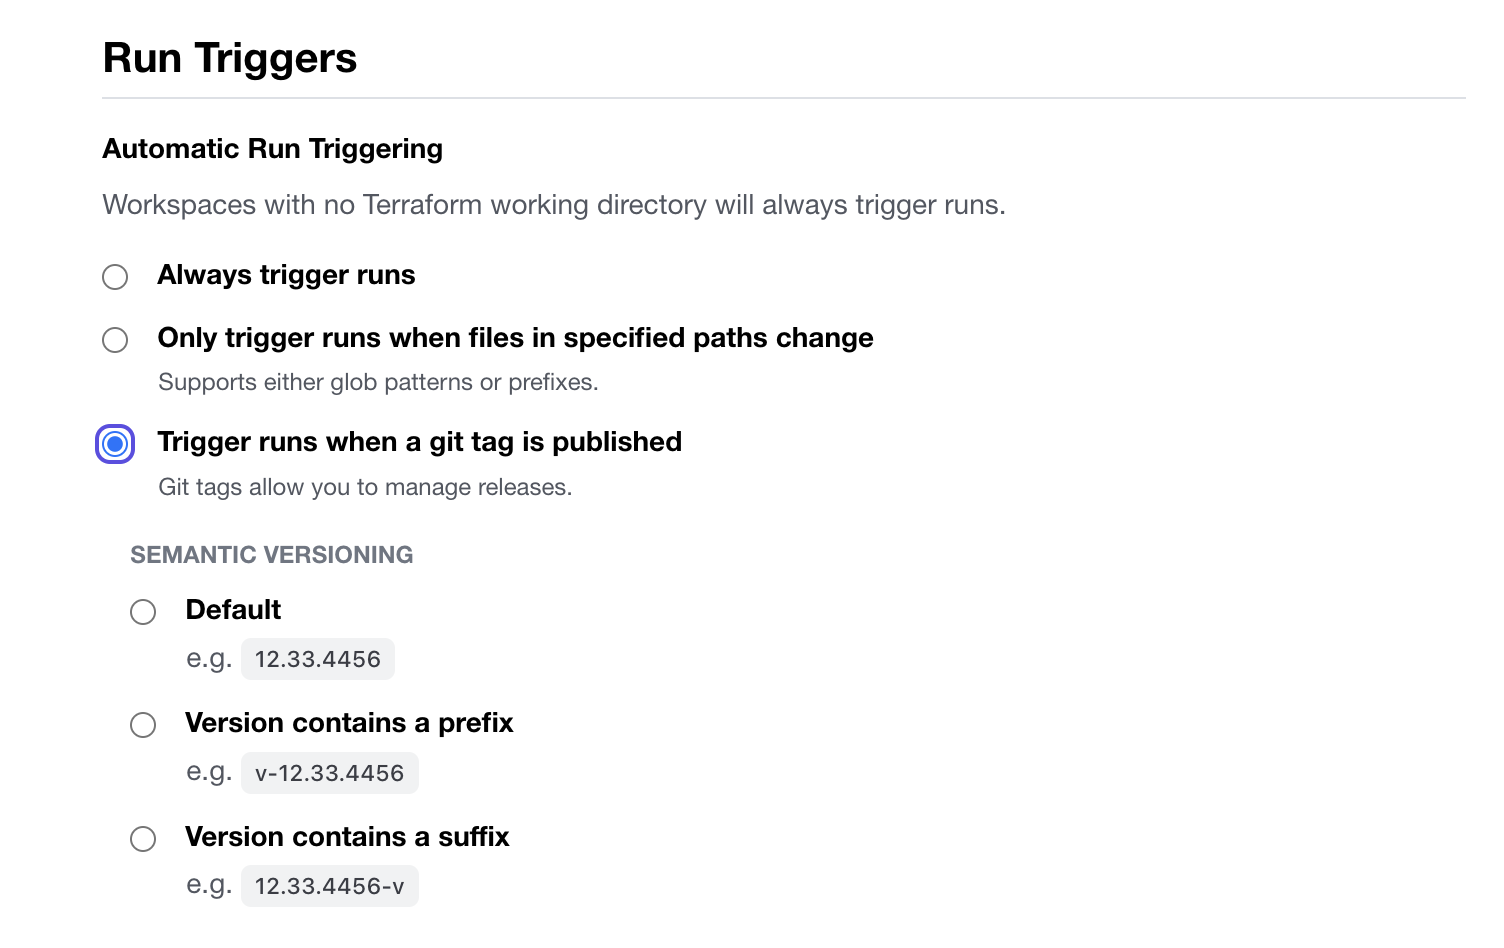 Run Triggers
Automatic Run Triggering
Workspaces with no Terraform working directory will always trigger runs.
Always trigger runs
Only trigger runs when files in specified paths change
Supports either glob patterns or prefixes.
Trigger runs when a git tag is published
Git tags allow you to manage releases.
SEMANTIC VERSIONING
Default
e.g. 12.33.4456
Version contains a prefix
e.g. v-12.33.4456
Version contains a suffix
e.g. 12.33.4456-v